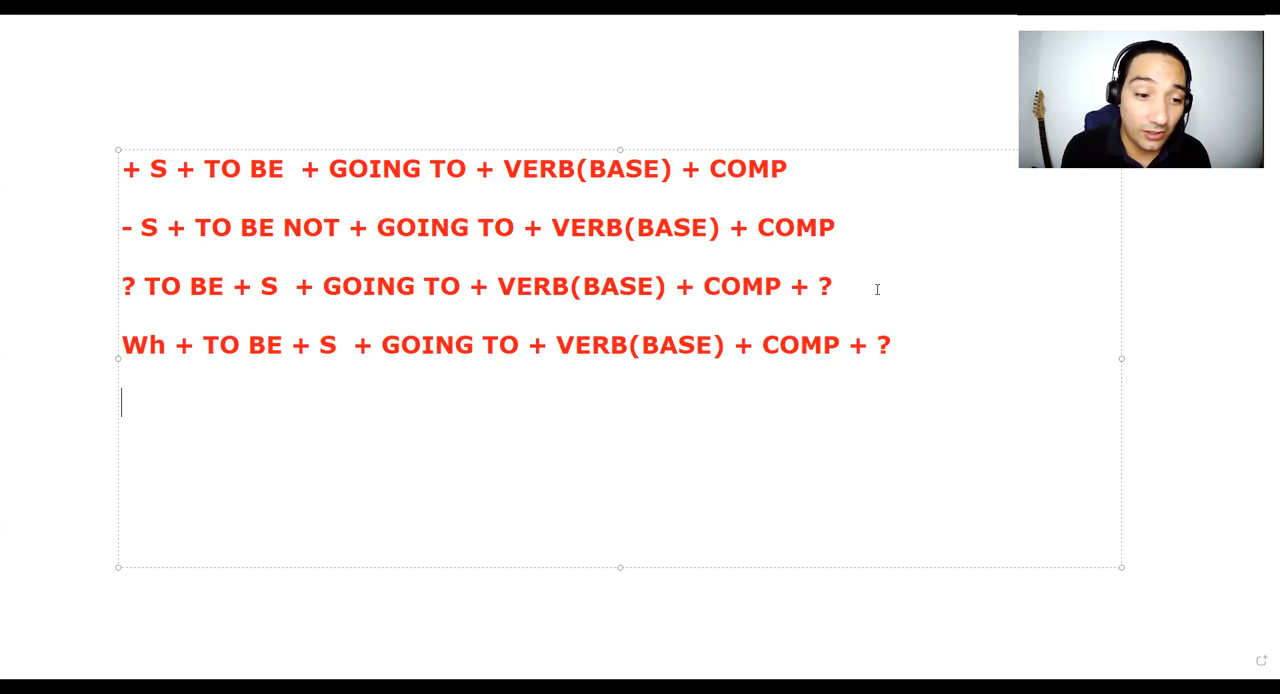 + S + TO BE + GOING TO + VERB(BASE) + COMP
- S + TO BE NOT + GOING TO + VERB(BASE) + COMP
? TO BE + S + GOING TO + VERB(BASE) + COMP + ?
Wh + TO BE + S + GOING TO + VERB(BASE) + COMP + ?